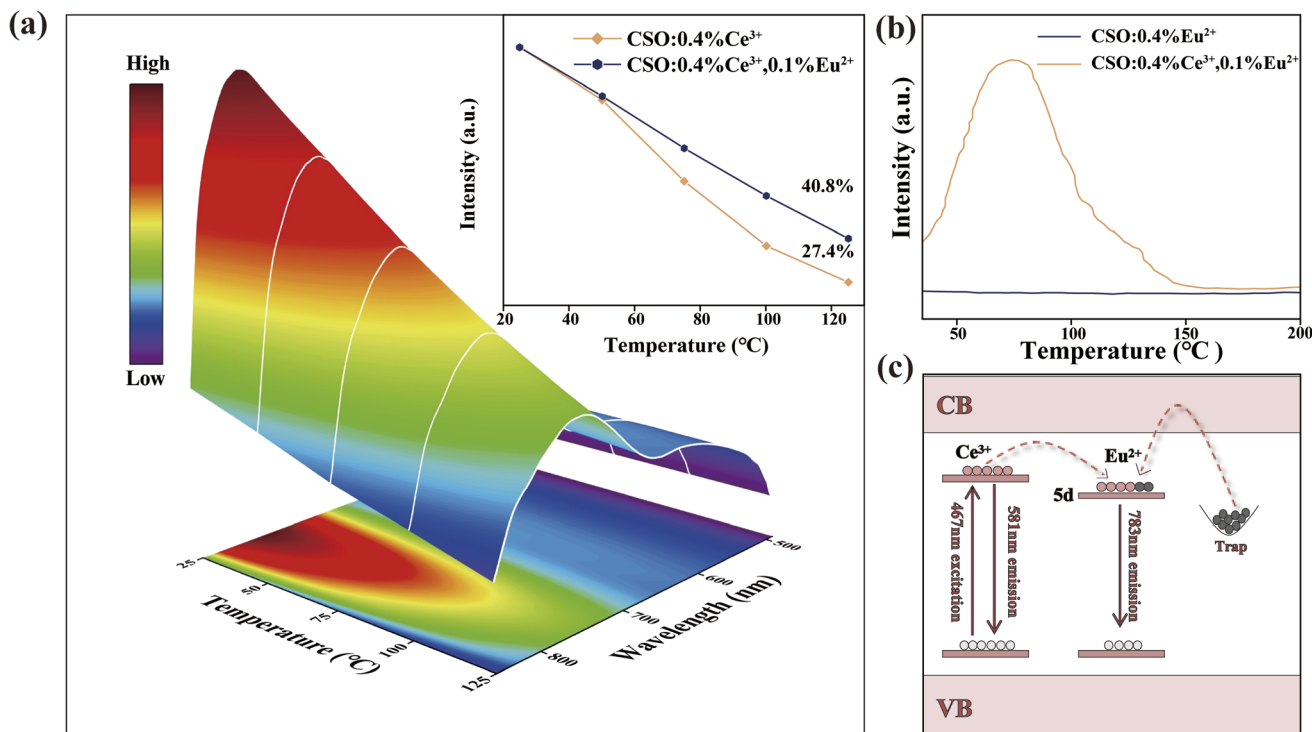 (a)
High
Low
CSO:0.4%Ce³⁺
CSO:0.4%Ce³⁺,0.1%Eu²⁺
40.8%
27.4%
Intensity (a.u.)
20 40 60 80 100 120
Temperature (℃)
25 50 75 100 125
Temperature (℃)
500 600 700 800
Wavelength (nm)
(b)
CSO:0.4%Eu²⁺
CSO:0.4%Ce³⁺,0.1%Eu²⁺
Intensity (a.u.)
50 100 150 200
Temperature (℃)
(c)
CB
Ce³⁺
Eu²⁺
5d
467nm excitation
581nm emission
783nm emission
Trap
VB